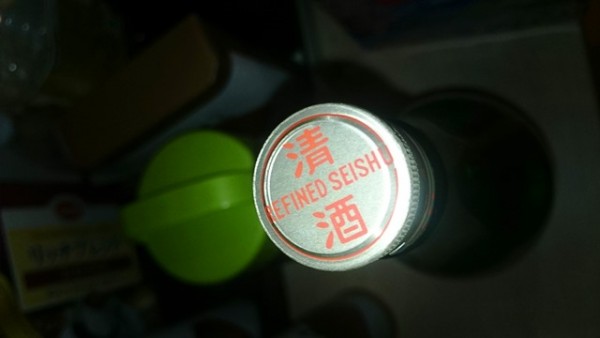 清
REFINED SEISHU
酒